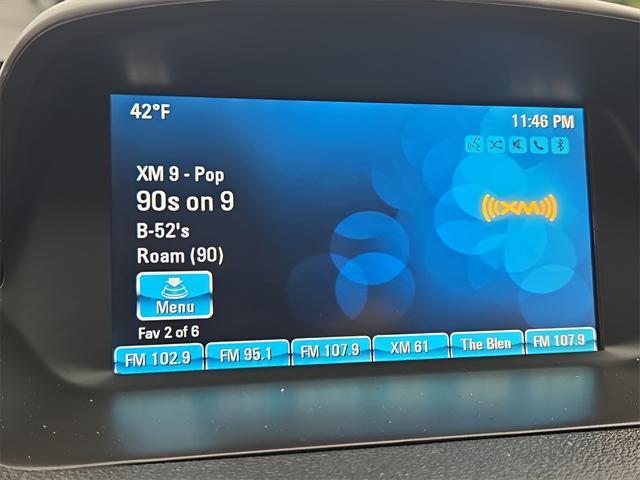 42°F
11:46 PM
XM 9 - Pop
90s on 9
B-52's
Roam (90)
XM
Menu
Fav 2 of 6
FM 102.9
FM 95.1
FM 107.9
XM 61
The Blen
FM 107.9